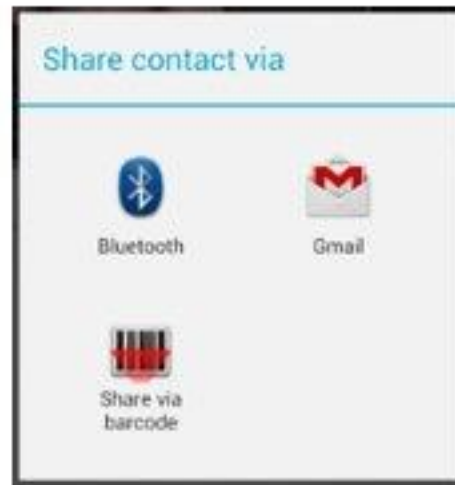 Share contact via
Bluetooth
Gmail
Share via
barcode